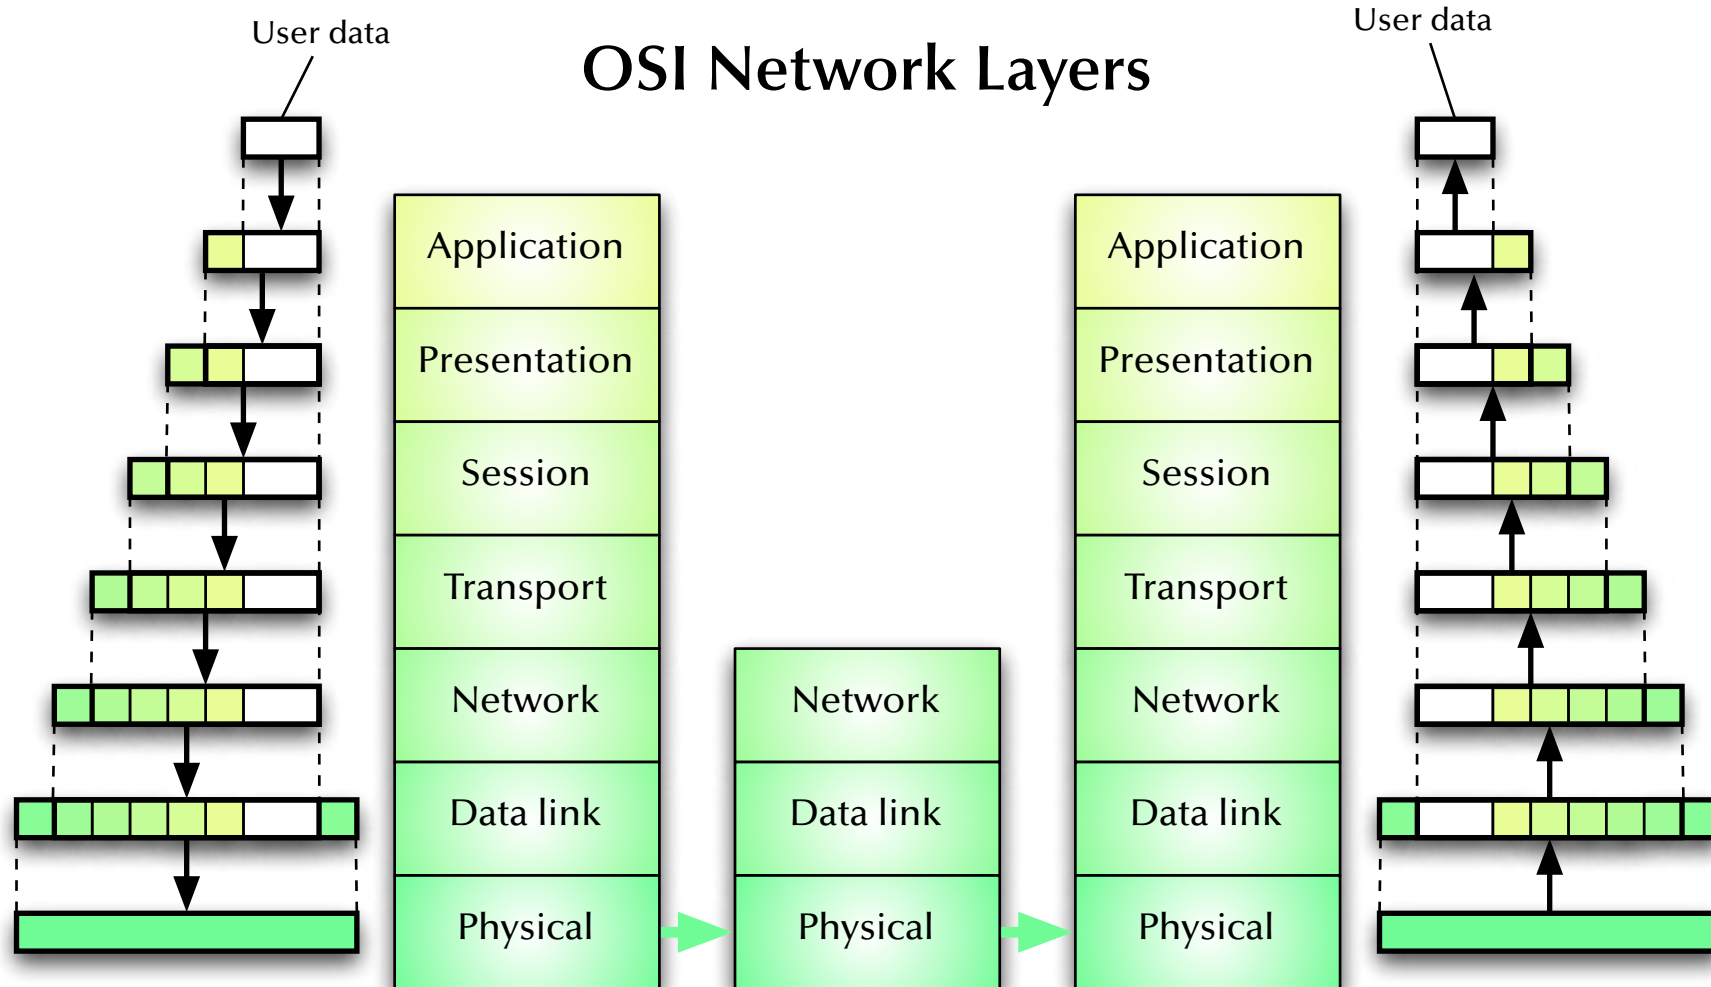 User data
User data
OSI Network Layers
Application
Application
Presentation
Presentation
Session
Session
Transport
Transport
Network
Network
Network
Data link
Data link
Data link
Physical
Physical
Physical